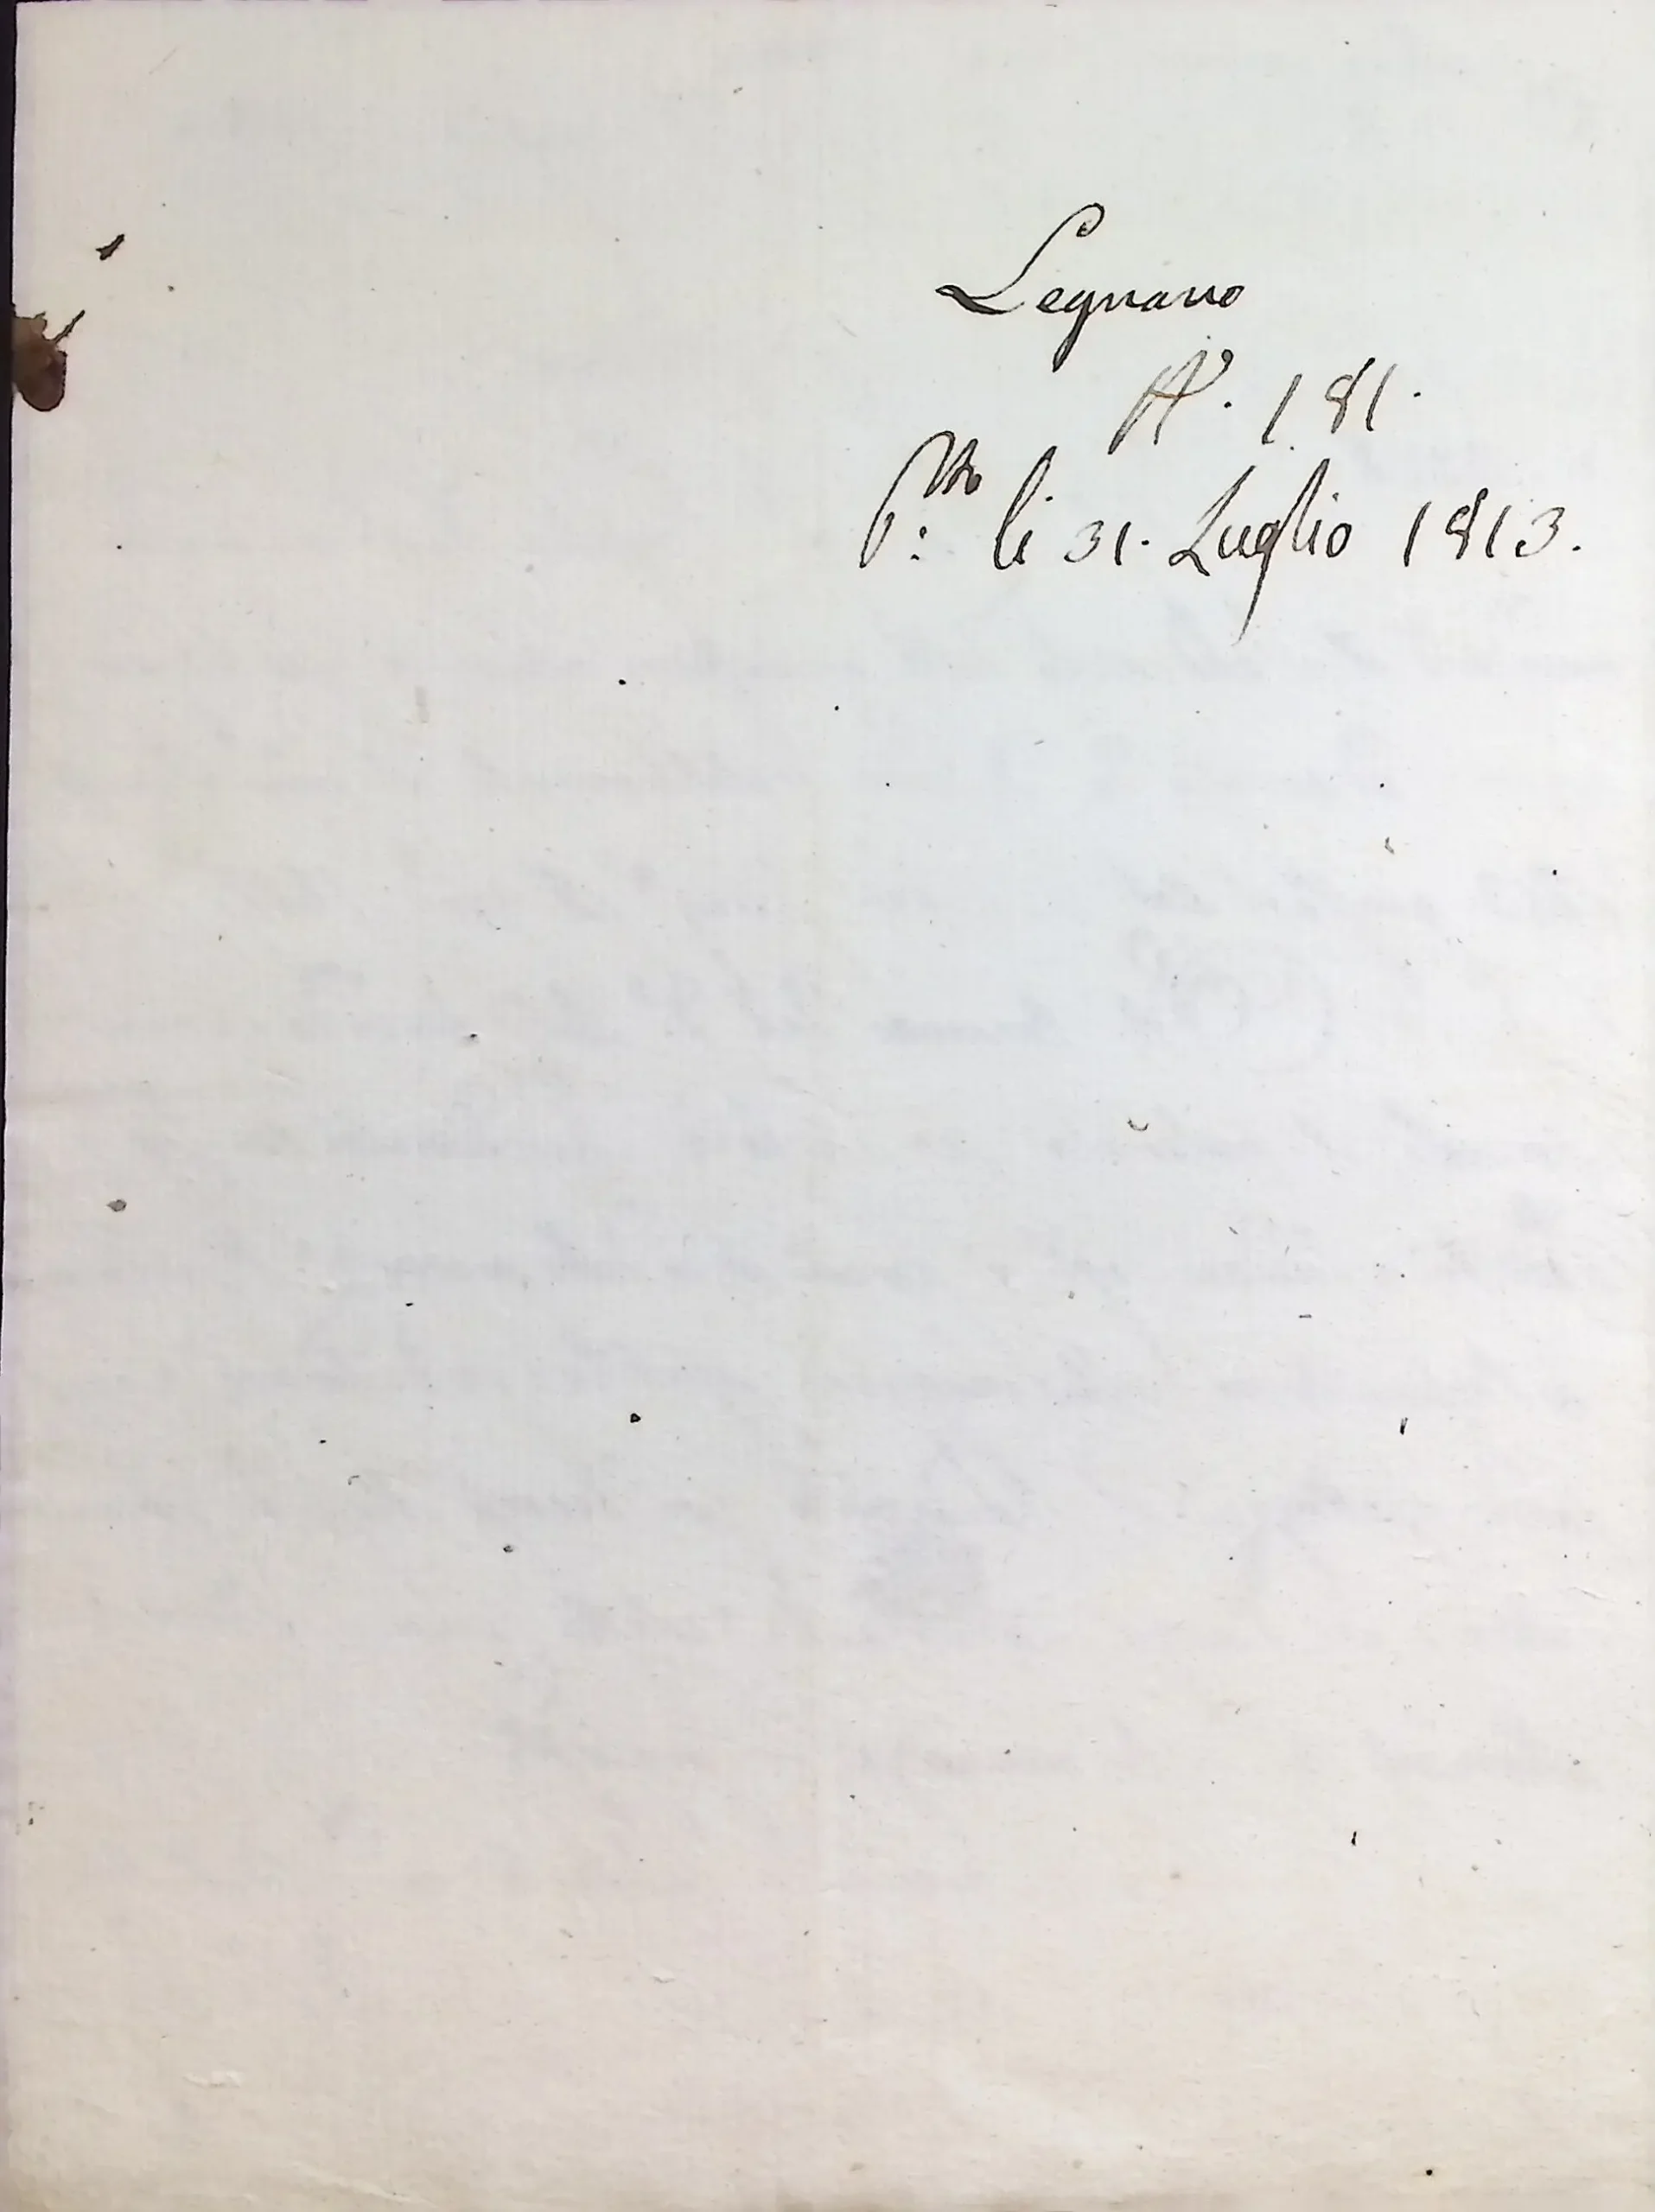 Legnano
N.º 181.
P.to li 31. Luglio 1813.